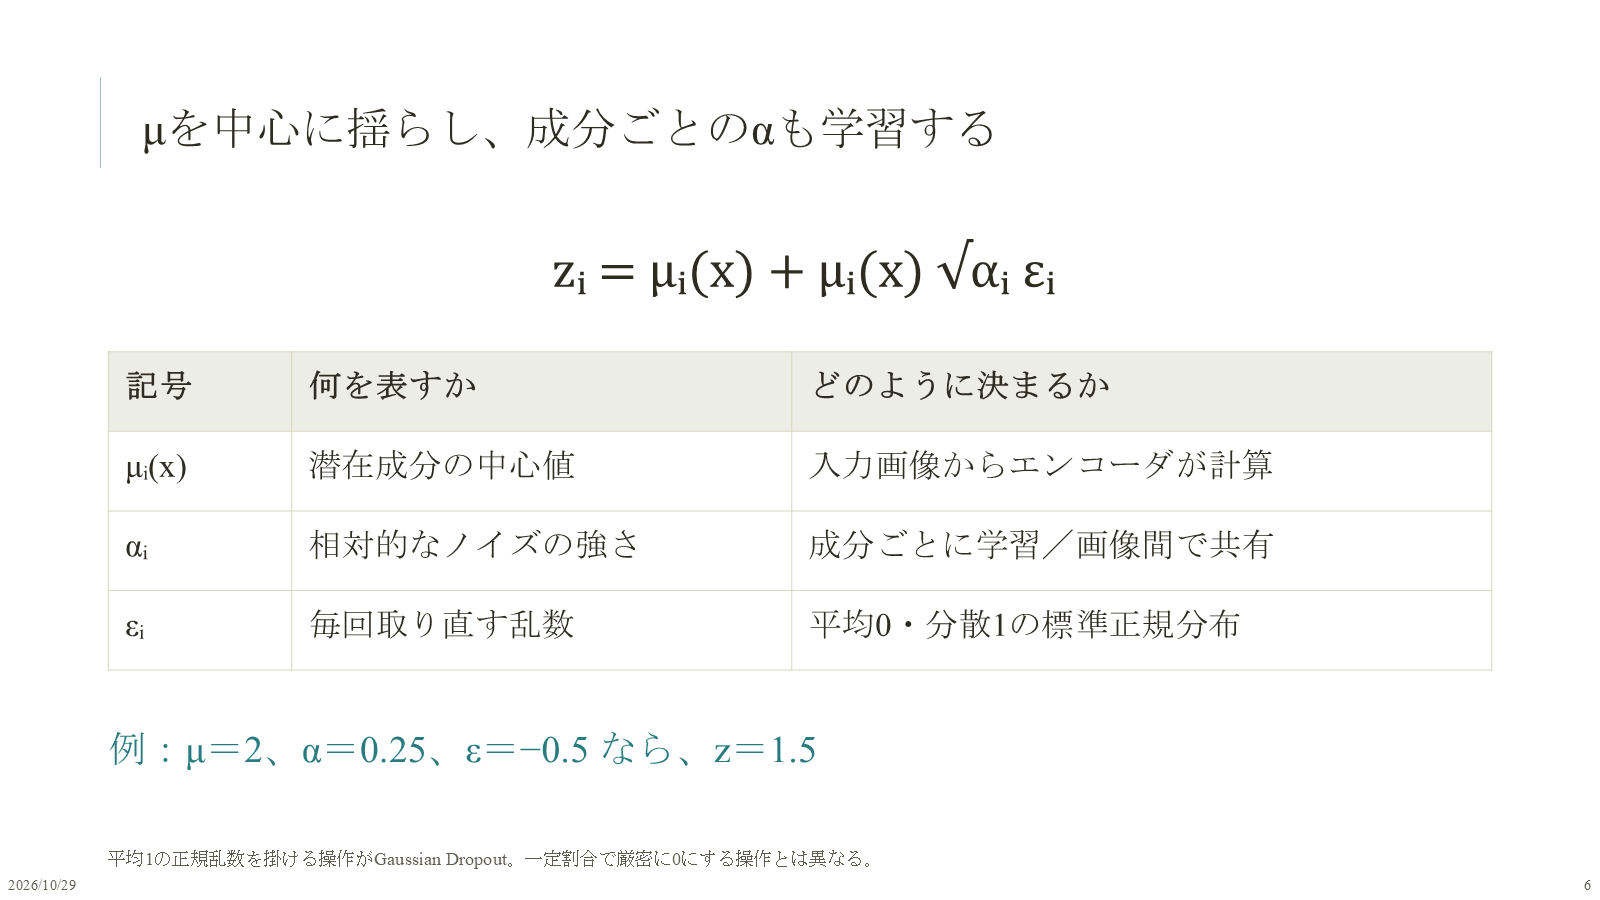 μを中心に揺らし、成分ごとのαも学習する
zᵢ = μᵢ(x) + μᵢ(x) √αᵢ εᵢ
記号 何を表すか どのように決まるか
μᵢ(x) 潜在成分の中心値 入力画像からエンコーダが計算
αᵢ 相対的なノイズの強さ 成分ごとに学習／画像間で共有
εᵢ 毎回取り直す乱数 平均0・分散1の標準正規分布
例：μ＝2、α＝0.25、ε＝−0.5 なら、z＝1.5
平均1の正規乱数を掛ける操作がGaussian Dropout。一定割合で厳密に0にする操作とは異なる。
2026/10/29 6